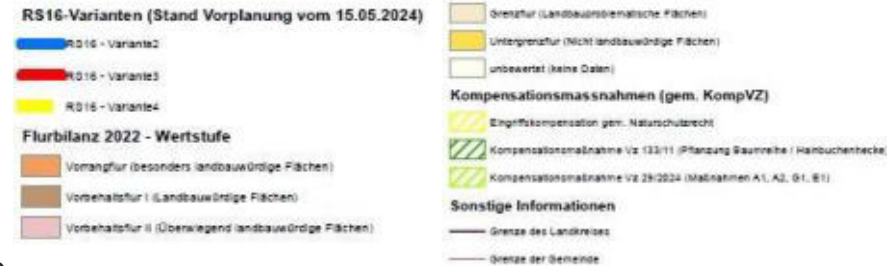 RS16-Varianten (Stand Vorplanung vom 15.05.2024)
RS16 - Variante2
RS16 - Variante3
RS16 - Variante4
Flurbilanz 2022 - Wertstufe
Vorrangflur (besonders landbauwürdige Flächen)
Vorbehaltsflur I (Landbauwürdige Flächen)
Vorbehaltsflur II (Überwiegend landbauwürdige Flächen)
Grenzflur (Landbauproblematische Flächen)
Untergrenzflur (Nicht landbauwürdige Flächen)
unbewertet (keine Daten)
Kompensationsmassnahmen (gem. KompVZ)
Eingriffskompensation gem. Naturschutzrecht
Kompensationsmaßnahme Vz 133/11 (Pflanzung Baumreihe / Hainbuchenhecke)
Kompensationsmaßnahme Vz 29/2024 (Maßnahmen A1, A2, G1, E1)
Sonstige Informationen
Grenze des Landkreises
Grenze der Gemeinde